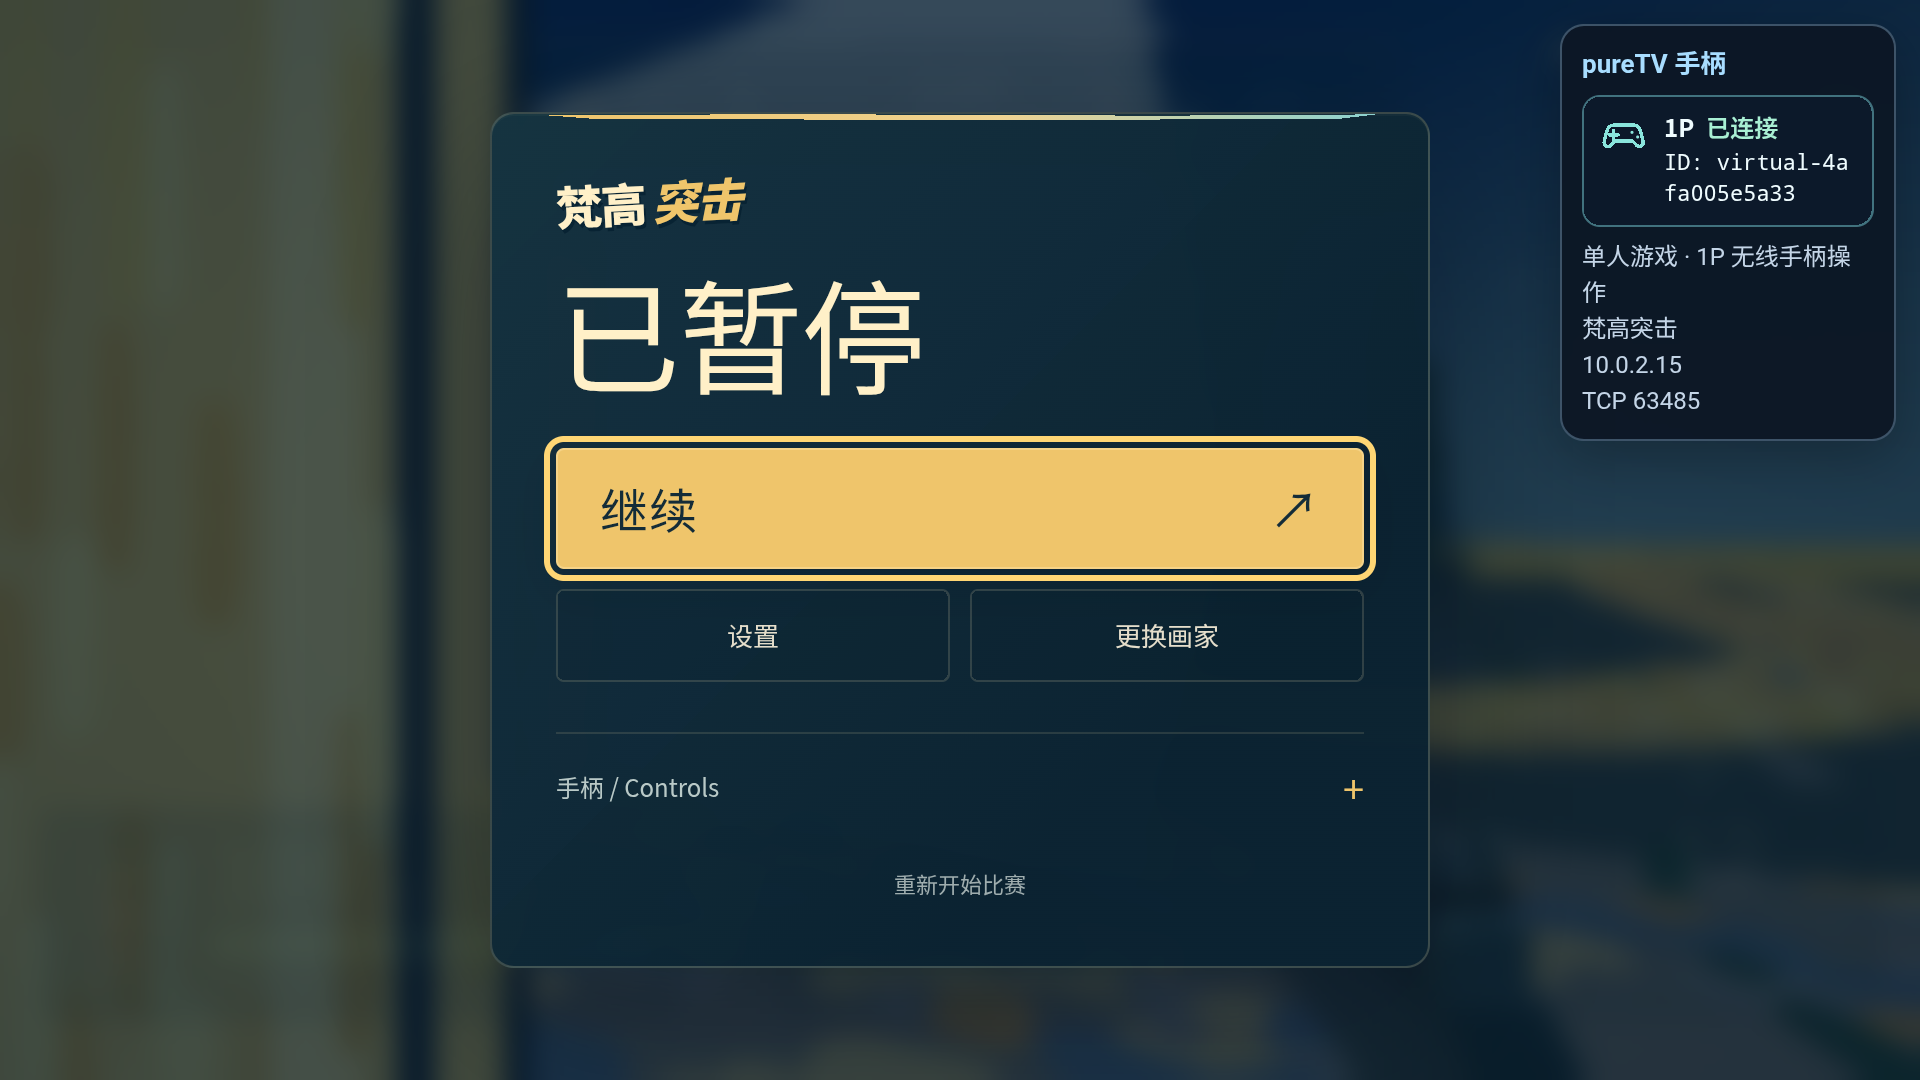 梵高 突击
已暂停
继续 ↗
设置
更换画家
手柄 / Controls +
重新开始比赛
pureTV 手柄
1P 已连接
ID: virtual-4a
fa005e5a33
单人游戏 · 1P 无线手柄操
作
梵高突击
10.0.2.15
TCP 63485